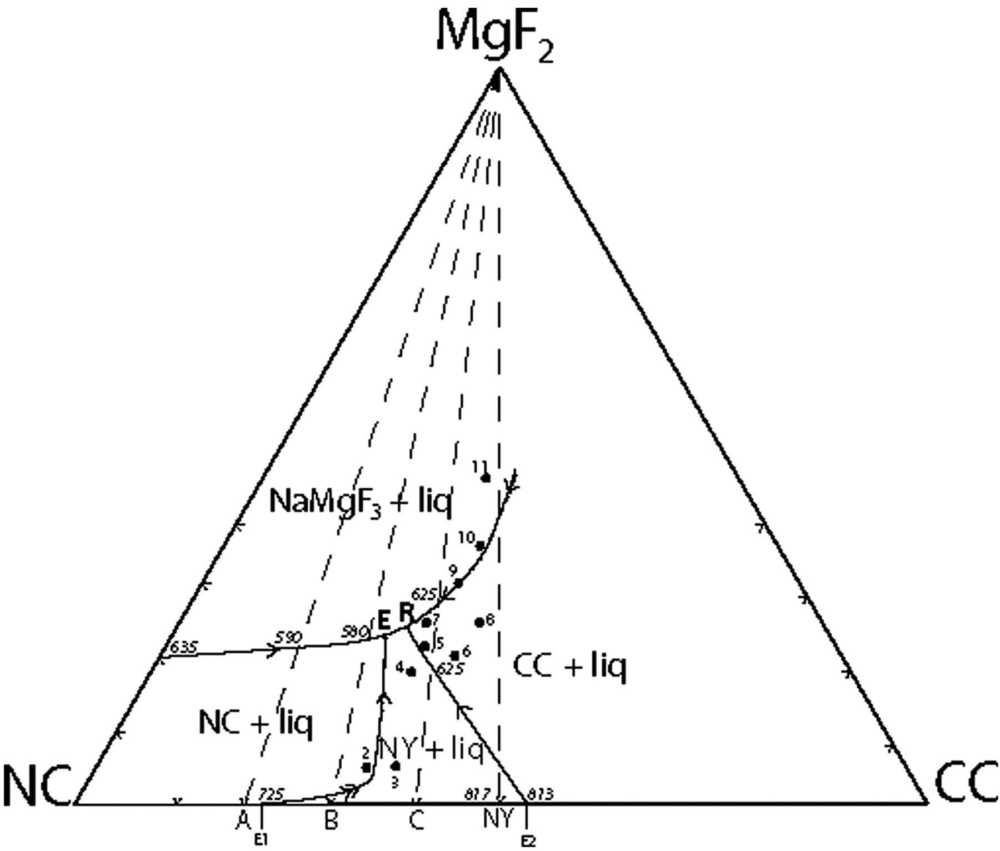 MgF2
11
NaMgF3 + liq
10
9
625
E R 7 8
635 590 580 5
6
4 625 CC + liq
NC + liq
NY + liq
2
3
NC CC
725 817 813
A B C NY
E1 E2